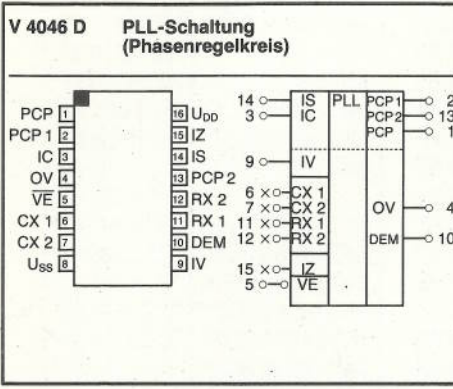 V 4046 D PLL-Schaltung
(Phasenregelkreis)
PCP 1 16 UDD
PCP 1 2 15 IZ
IC 3 14 IS
OV 4 13 PCP 2
VE 5 12 RX 2
CX 1 6 11 RX 1
CX 2 7 10 DEM
USS 8 9 IV
14 IS PLL PCP1 2
3 IC PCP2 13
PCP 1
9 IV
6 CX 1
7 CX 2 OV 4
11 RX 1
12 RX 2 DEM 10
15 IZ
5 VE